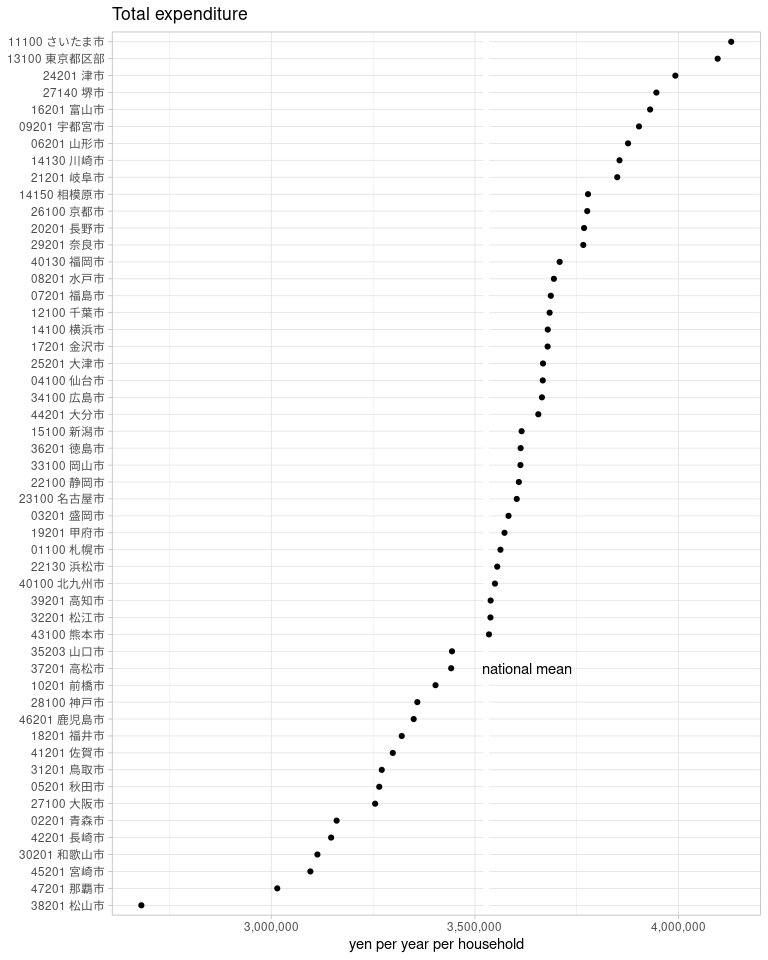 Total expenditure
11100 さいたま市
13100 東京都区部
24201 津市
27140 堺市
16201 富山市
09201 宇都宮市
06201 山形市
14130 川崎市
21201 岐阜市
14150 相模原市
26100 京都市
20201 長野市
29201 奈良市
40130 福岡市
08201 水戸市
07201 福島市
12100 千葉市
14100 横浜市
17201 金沢市
25201 大津市
04100 仙台市
34100 広島市
44201 大分市
15100 新潟市
36201 徳島市
33100 岡山市
22100 静岡市
23100 名古屋市
03201 盛岡市
19201 甲府市
01100 札幌市
22130 浜松市
40100 北九州市
39201 高知市
32201 松江市
43100 熊本市
35203 山口市
37201 高松市
national mean
10201 前橋市
28100 神戸市
46201 鹿児島市
18201 福井市
41201 佐賀市
31201 鳥取市
05201 秋田市
27100 大阪市
02201 青森市
42201 長崎市
30201 和歌山市
45201 宮崎市
47201 那覇市
38201 松山市
3,000,000 3,500,000 4,000,000
yen per year per household